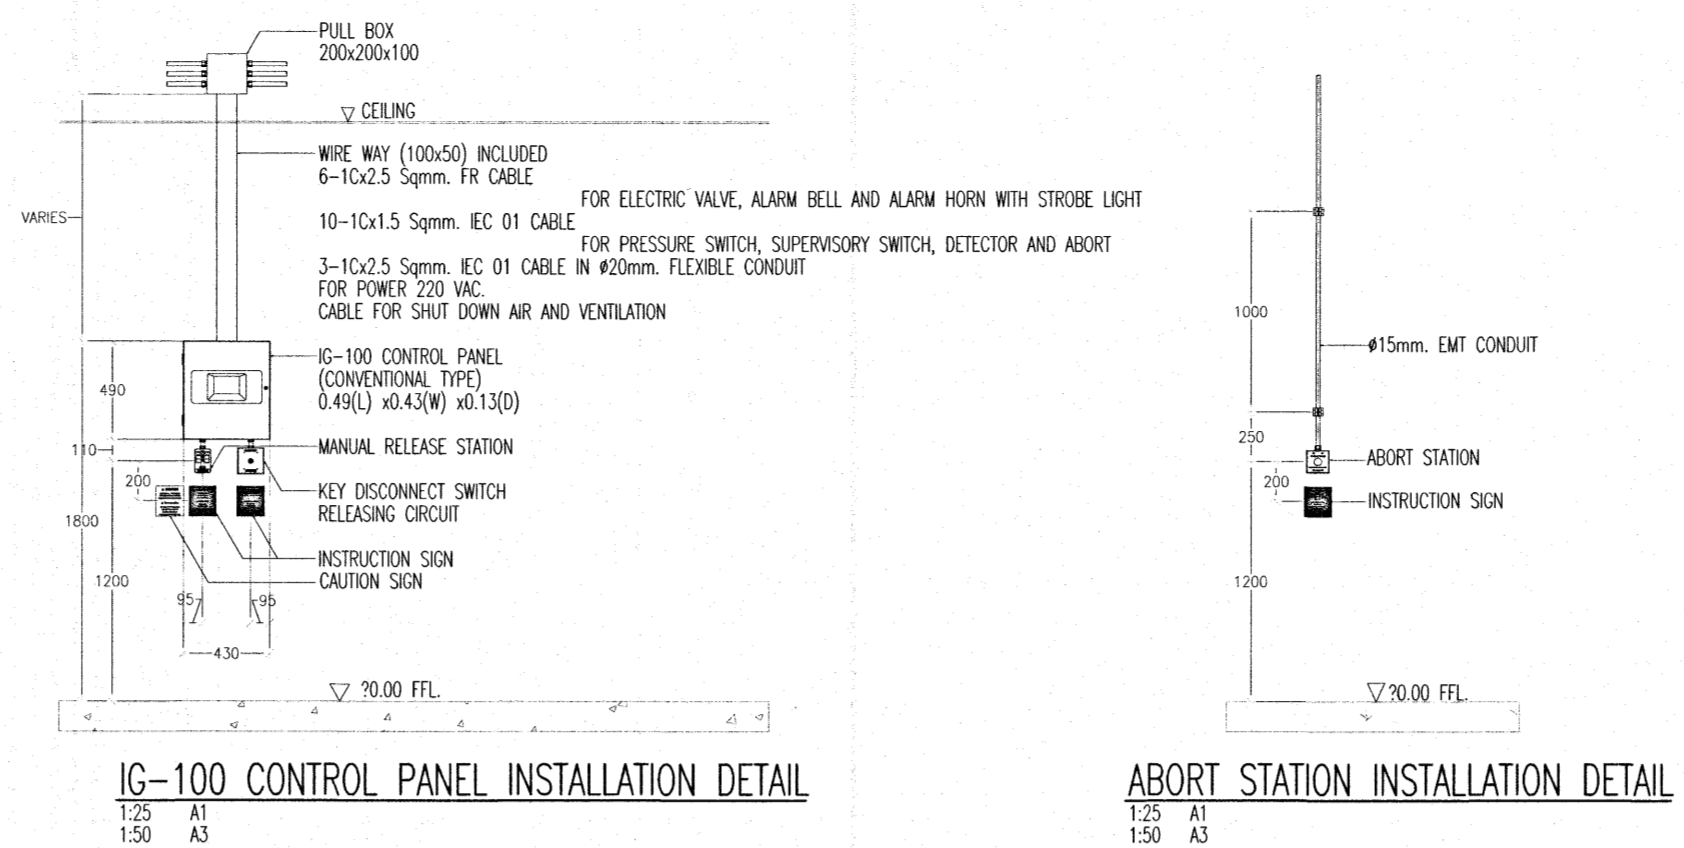 PULL BOX
200x200x100
CEILING
WIRE WAY (100x50) INCLUDED
6-1Cx2.5 Sqmm. FR CABLE
FOR ELECTRIC VALVE, ALARM BELL AND ALARM HORN WITH STROBE LIGHT
10-1Cx1.5 Sqmm. IEC 01 CABLE
FOR PRESSURE SWITCH, SUPERVISORY SWITCH, DETECTOR AND ABORT
3-1Cx2.5 Sqmm. IEC 01 CABLE IN ø20mm. FLEXIBLE CONDUIT
FOR POWER 220 VAC.
CABLE FOR SHUT DOWN AIR AND VENTILATION
VARIES
IG-100 CONTROL PANEL
(CONVENTIONAL TYPE)
0.49(L) x0.43(W) x0.13(D)
490
MANUAL RELEASE STATION
110
200
KEY DISCONNECT SWITCH
RELEASING CIRCUIT
1800
INSTRUCTION SIGN
CAUTION SIGN
1200
95
95
430
?0.00 FFL.
IG-100 CONTROL PANEL INSTALLATION DETAIL
1:25 A1
1:50 A3
1000
ø15mm. EMT CONDUIT
250
ABORT STATION
200
INSTRUCTION SIGN
1200
?0.00 FFL.
ABORT STATION INSTALLATION DETAIL
1:25 A1
1:50 A3